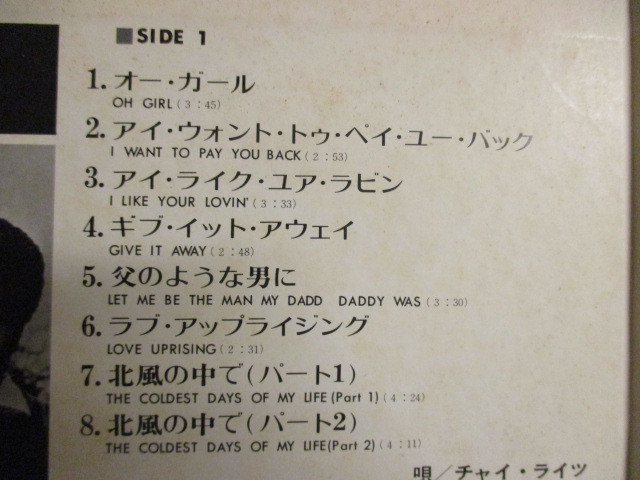 ■SIDE 1
1.オー・ガール
OH GIRL(3:45)
2.アイ・ウォント・トゥ・ペイ・ユー・バック
I WANT TO PAY YOU BACK(2:53)
3.アイ・ライク・ユア・ラビン
I LIKE YOUR LOVIN'(3:33)
4.ギブ・イット・アウェイ
GIVE IT AWAY(2:48)
5.父のような男に
LET ME BE THE MAN MY DADD DADDY WAS(3:30)
6.ラブ・アップライジング
LOVE UPRISING(2:31)
7.北風の中で(パート1)
THE COLDEST DAYS OF MY LIFE(Part 1)(4:24)
8.北風の中で(パート2)
THE COLDEST DAYS OF MY LIFE(Part 2)(4:11)
唄/チャイ・ライツ